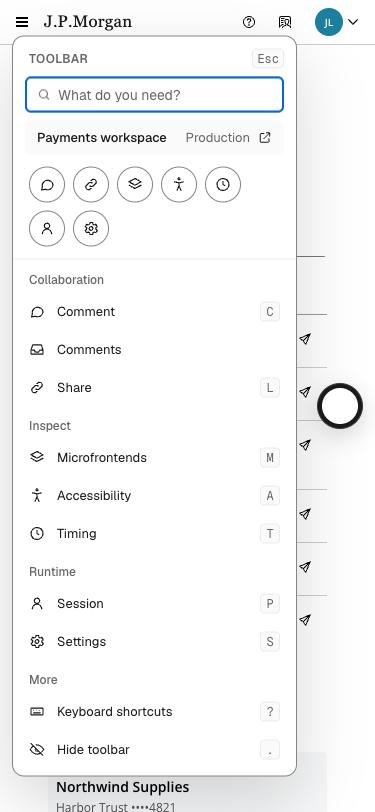 J.P.Morgan
JL
TOOLBAR
Esc
What do you need?
Payments workspace Production
Collaboration
Comment C
Comments
Share L
Inspect
Microfrontends M
Accessibility A
Timing T
Runtime
Session P
Settings S
More
Keyboard shortcuts ?
Hide toolbar .
Northwind Supplies
Harbor Trust ••••4821